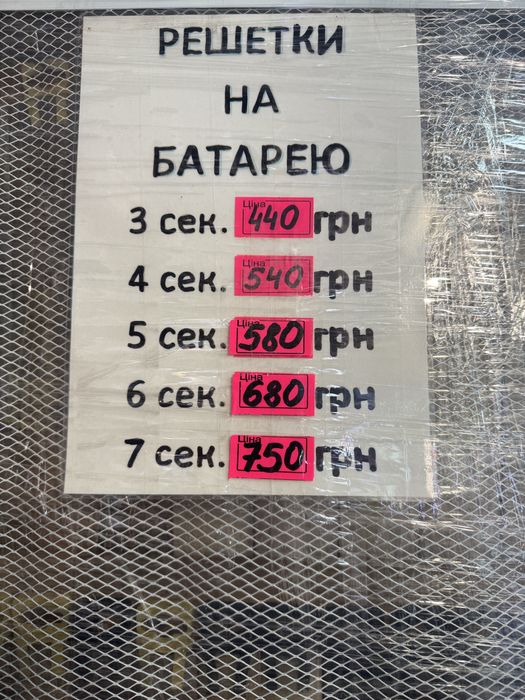 РЕШЕТКИ
НА
БАТАРЕЮ
3 сек. Ціна 440 грн
4 сек. Ціна 540 грн
5 сек. Ціна 580 грн
6 сек. Ціна 680 грн
7 сек. Ціна 750 грн